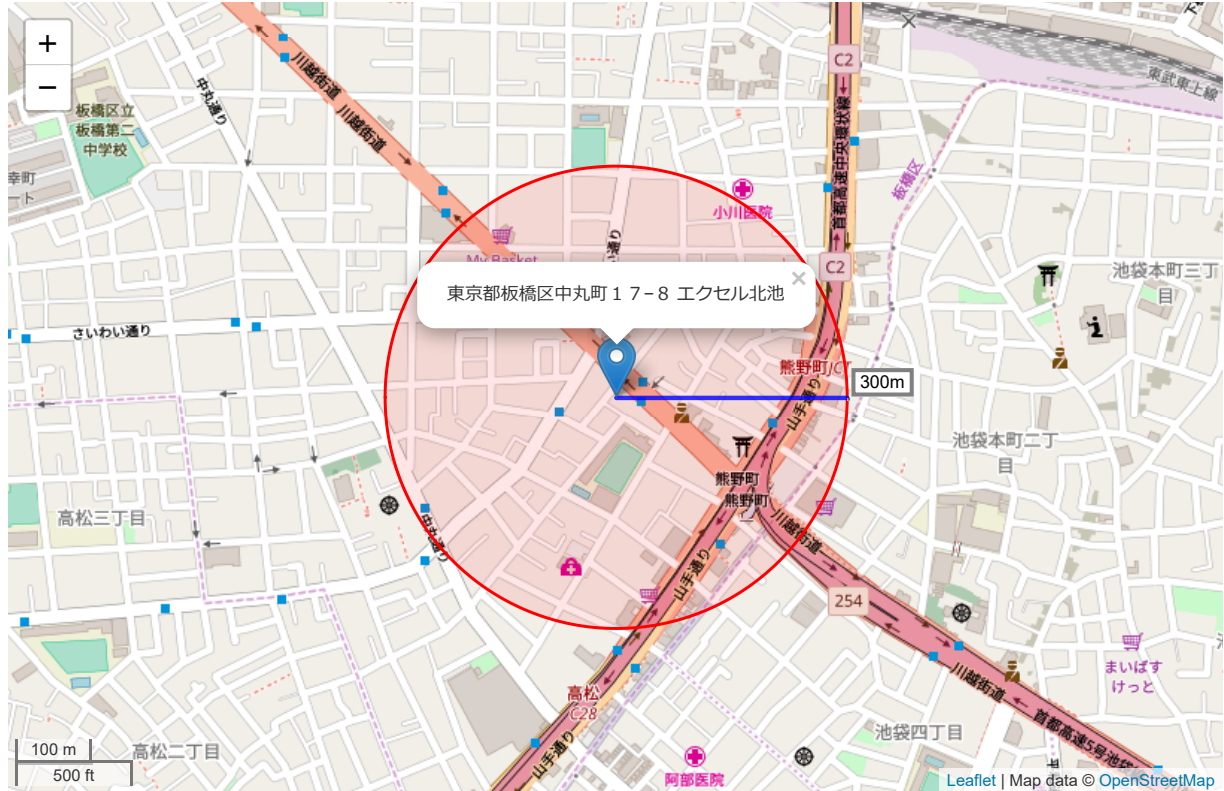 +
−
板橋区立
板橋第二
中学校
中丸通り
川越街道
川越街道
C2
首都高速中央環状線
東武東上線
板橋区
幸町
ート
小川医院
い通り
My Basket
C2
池袋本町三丁
目
東京都板橋区中丸町１７−８ エクセル北池
×
さいわい通り
熊野町JCT
300m
山手通り
池袋本町二丁
目
熊野町
熊野町
高松三丁目
中丸通り
川越街道
山手通り
254
まいばす
けっと
川越街道
高松
C28
首都高速5号池袋
池袋四丁目
山手通り
高松二丁目
阿部医院
100 m
500 ft
Leaflet | Map data © OpenStreetMap